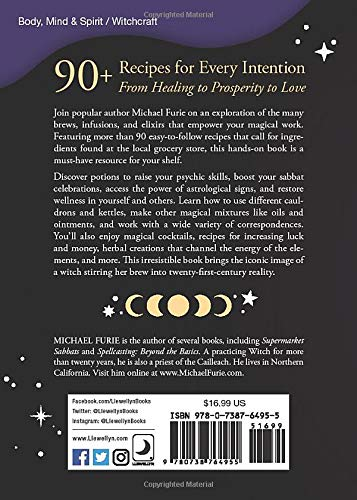 Body, Mind & Spirit / Witchcraft
90+ Recipes for Every Intention
From Healing to Prosperity to Love
Join popular author Michael Furie on an exploration of the many
brews, infusions, and elixirs that empower your magical work.
Featuring more than 90 easy-to-follow recipes that call for ingre-
dients found at the local grocery store, this hands-on book is a
must-have resource for your shelf.
Discover potions to raise your psychic skills, boost your sabbat
celebrations, access the power of astrological signs, and restore
wellness in yourself and others. Learn how to use different caul-
drons and kettles, make other magical mixtures like oils and
ointments, and work with a wide variety of correspondences.
You'll also enjoy magical cocktails, recipes for increasing luck
and money, herbal creations that channel the energy of the ele-
ments, and more. This irresistible book brings the iconic image of
a witch stirring her brew into twenty-first-century reality.
MICHAEL FURIE is the author of several books, including Supermarket
Sabbats and Spellcasting: Beyond the Basics. A practicing Witch for more
than twenty years, he is also a priest of the Cailleach. He lives in Northern
California. Visit him online at www.MichaelFurie.com.
Facebook.com/LlewellynBooks
Twitter: @LlewellynBooks
Instagram: @LlewellynBooks
www.Llewellyn.com
LLEWELLYN
$16.99 US
ISBN 978-0-7387-6495-5
51699
9 780738 764955